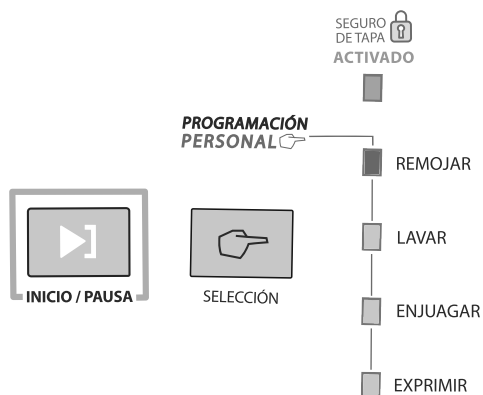 SEGURO
DE TAPA
ACTIVADO
PROGRAMACIÓN
PERSONAL
REMOJAR
LAVAR
INICIO / PAUSA
SELECCIÓN
ENJUAGAR
EXPRIMIR